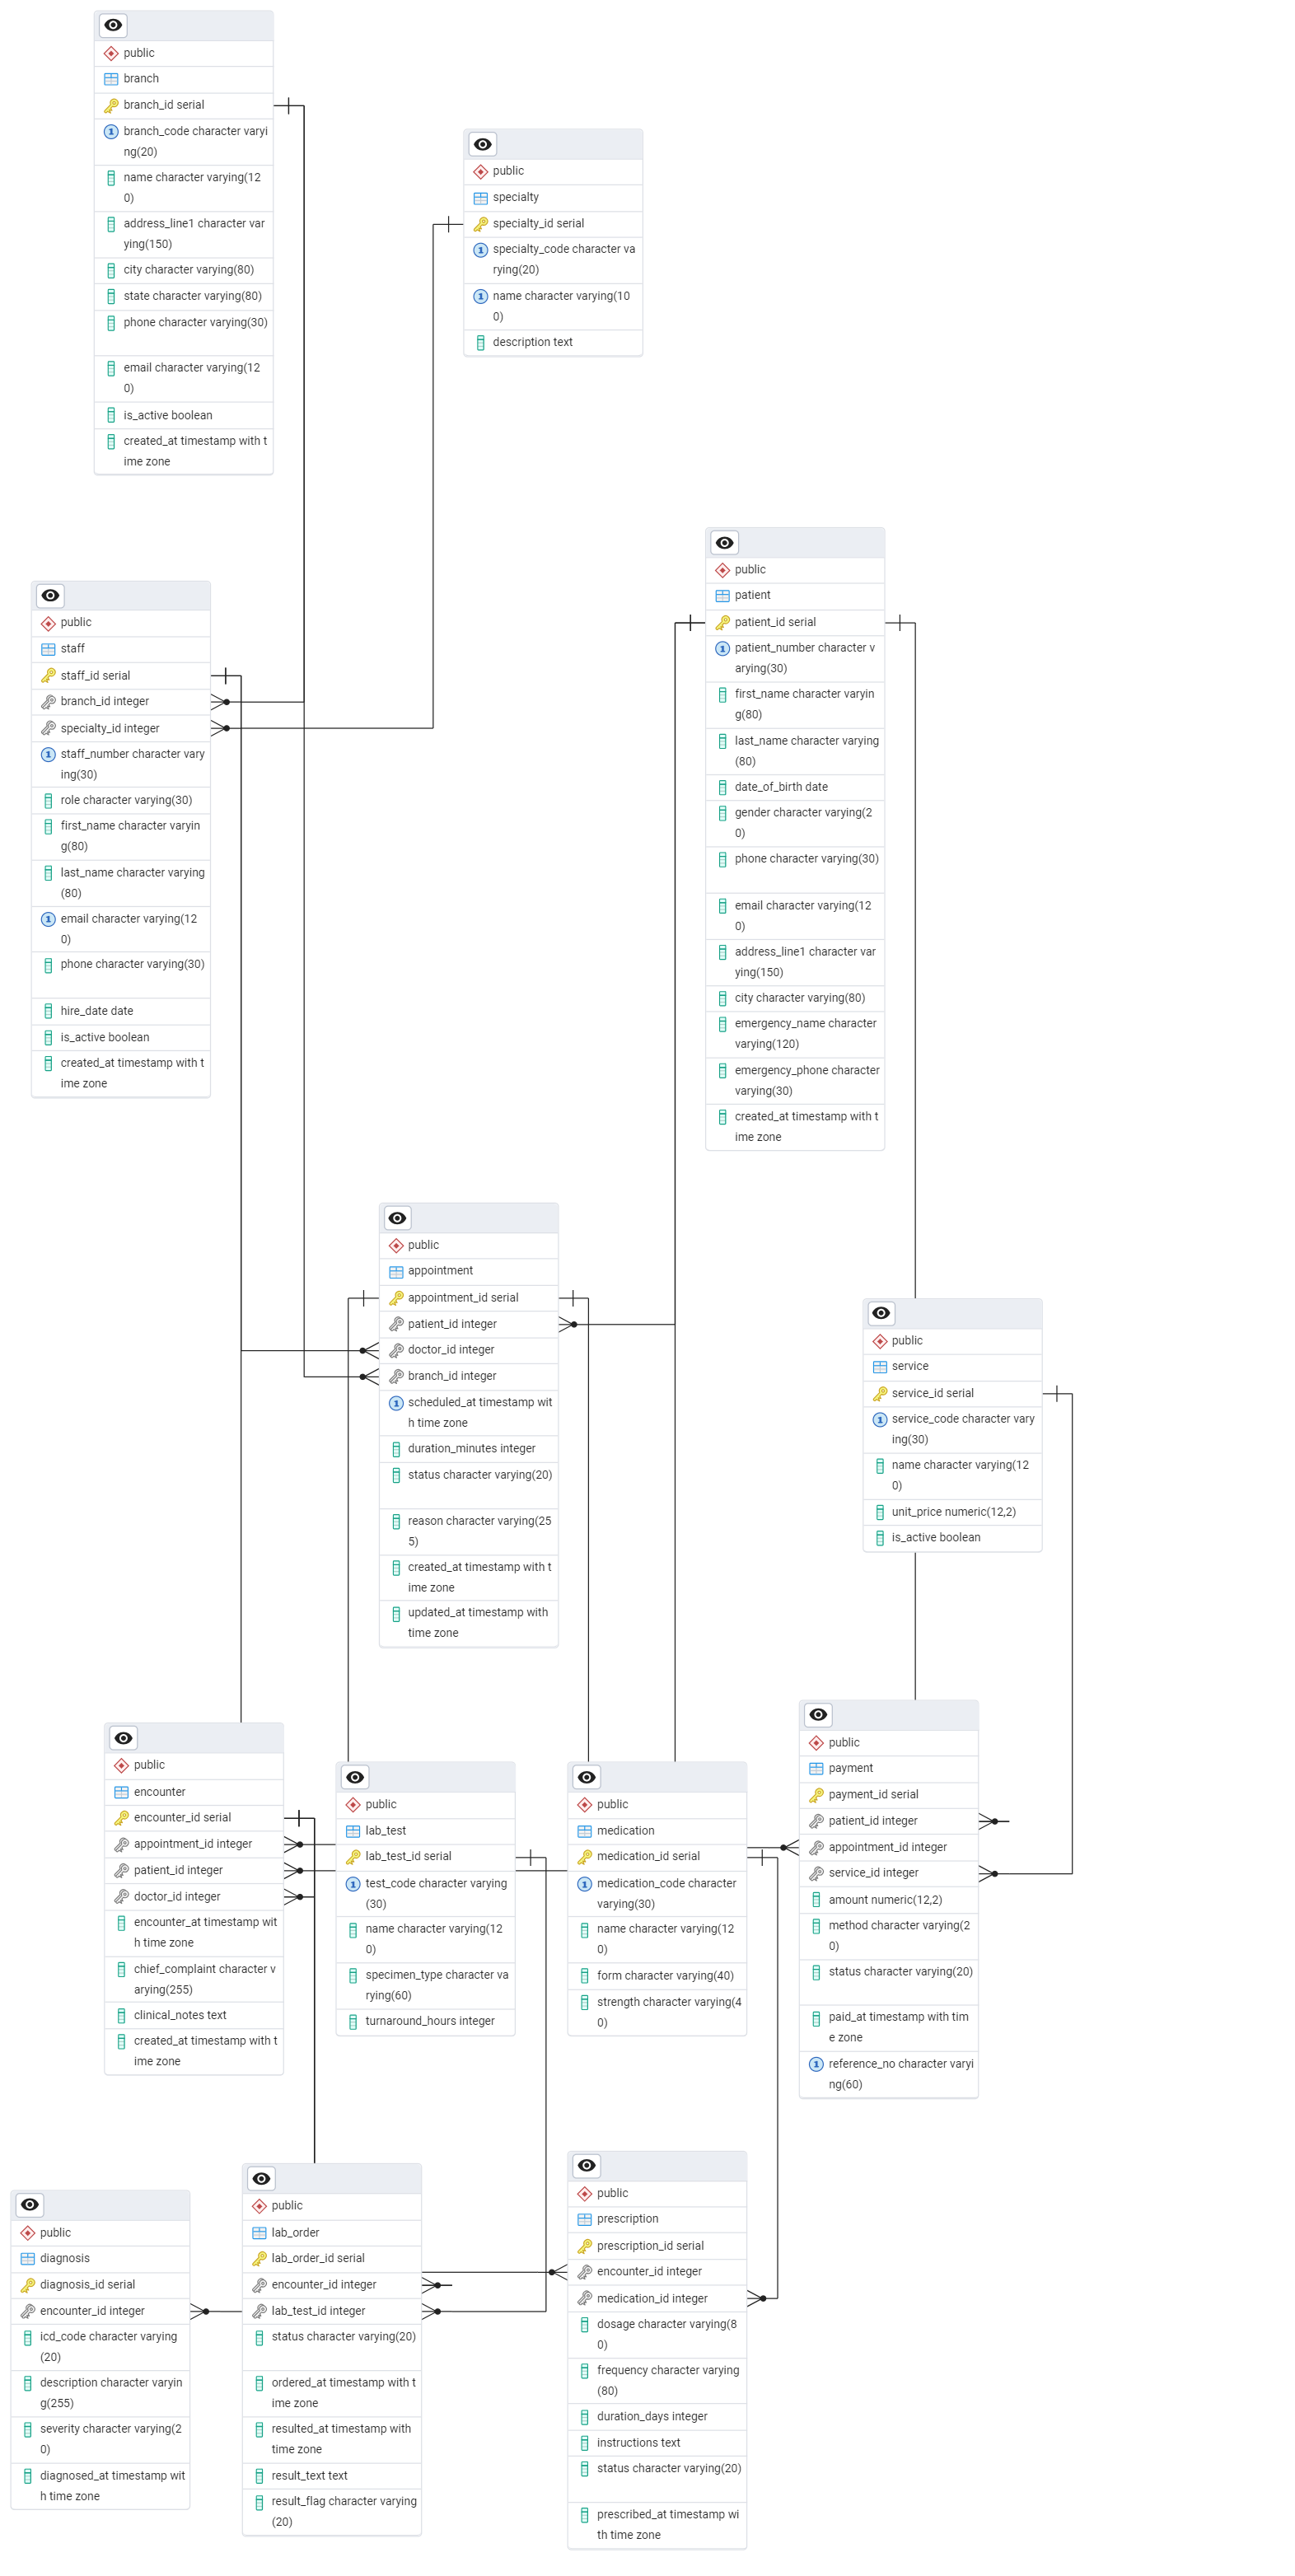 public
branch
branch_id serial
branch_code character varyi
ng(20)
name character varying(12
0)
address_line1 character var
ying(150)
city character varying(80)
state character varying(80)
phone character varying(30)
email character varying(12
0)
is_active boolean
created_at timestamp with t
ime zone
public
specialty
specialty_id serial
specialty_code character va
rying(20)
name character varying(10
0)
description text
public
staff
staff_id serial
branch_id integer
specialty_id integer
staff_number character vary
ing(30)
role character varying(30)
first_name character varyin
g(80)
last_name character varying
(80)
email character varying(12
0)
phone character varying(30)
hire_date date
is_active boolean
created_at timestamp with t
ime zone
public
patient
patient_id serial
patient_number character v
arying(30)
first_name character varyin
g(80)
last_name character varying
(80)
date_of_birth date
gender character varying(2
0)
phone character varying(30)
email character varying(12
0)
address_line1 character var
ying(150)
city character varying(80)
emergency_name character
varying(120)
emergency_phone character
varying(30)
created_at timestamp with t
ime zone
public
appointment
appointment_id serial
patient_id integer
doctor_id integer
branch_id integer
scheduled_at timestamp wit
h time zone
duration_minutes integer
status character varying(20)
reason character varying(25
5)
created_at timestamp with t
ime zone
updated_at timestamp with
time zone
public
service
service_id serial
service_code character vary
ing(30)
name character varying(12
0)
unit_price numeric(12,2)
is_active boolean
public
encounter
encounter_id serial
appointment_id integer
patient_id integer
doctor_id integer
encounter_at timestamp wit
h time zone
chief_complaint character v
arying(255)
clinical_notes text
created_at timestamp with t
ime zone
public
lab_test
lab_test_id serial
test_code character varying
(30)
name character varying(12
0)
specimen_type character va
rying(60)
turnaround_hours integer
public
medication
medication_id serial
medication_code character
varying(30)
name character varying(12
0)
form character varying(40)
strength character varying(4
0)
public
payment
payment_id serial
patient_id integer
appointment_id integer
service_id integer
amount numeric(12,2)
method character varying(2
0)
status character varying(20)
paid_at timestamp with tim
e zone
reference_no character varyi
ng(60)
public
diagnosis
diagnosis_id serial
encounter_id integer
icd_code character varying
(20)
description character varyin
g(255)
severity character varying(2
0)
diagnosed_at timestamp wit
h time zone
public
lab_order
lab_order_id serial
encounter_id integer
lab_test_id integer
status character varying(20)
ordered_at timestamp with t
ime zone
resulted_at timestamp with
time zone
result_text text
result_flag character varying
(20)
public
prescription
prescription_id serial
encounter_id integer
medication_id integer
dosage character varying(8
0)
frequency character varying
(80)
duration_days integer
instructions text
status character varying(20)
prescribed_at timestamp wi
th time zone